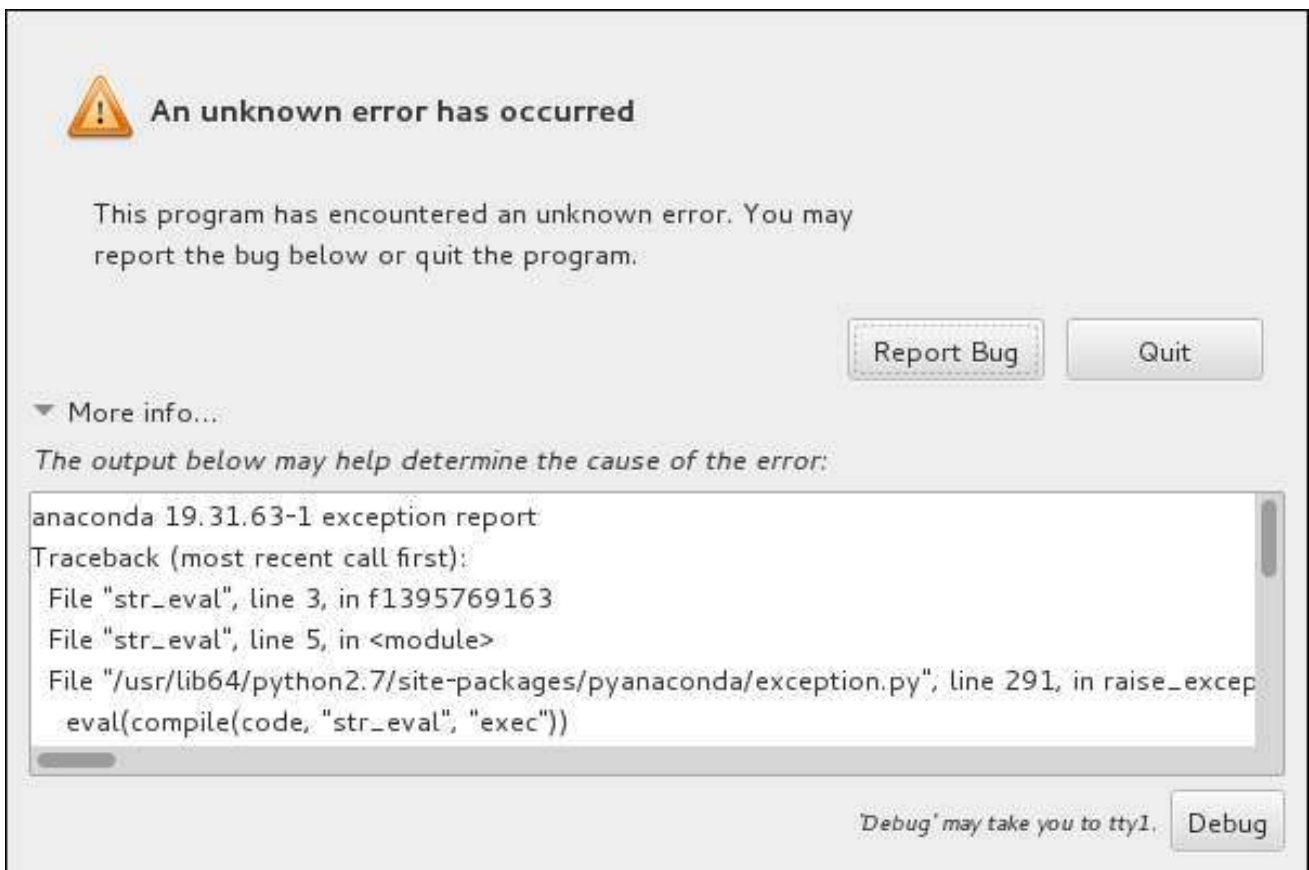 An unknown error has occurred
This program has encountered an unknown error. You may
report the bug below or quit the program.
Report Bug
Quit
More info...
The output below may help determine the cause of the error:
anaconda 19.31.63-1 exception report
Traceback (most recent call first):
File "str_eval", line 3, in f1395769163
File "str_eval", line 5, in <module>
File "/usr/lib64/python2.7/site-packages/pyanaconda/exception.py", line 291, in raise_excep
eval(compile(code, "str_eval", "exec"))
'Debug' may take you to tty1.
Debug